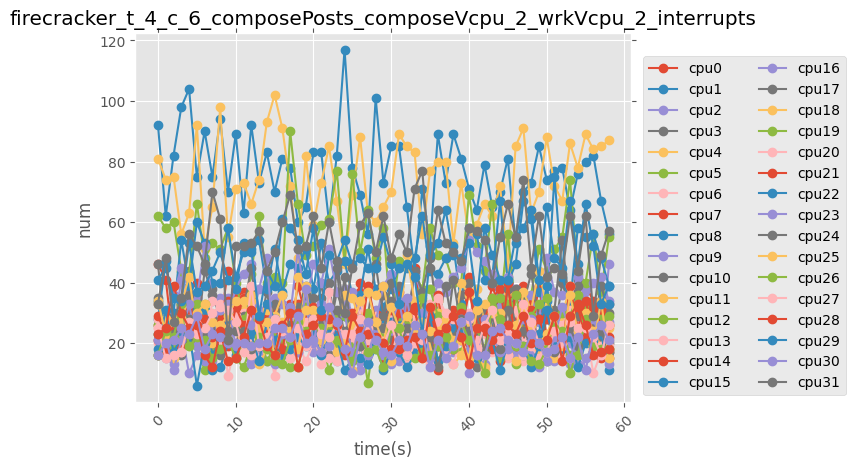 firecracker_t_4_c_6_composePosts_composeVcpu_2_wrkVcpu_2_interrupts
120
100
80
60
40
20
num
0
10
20
30
40
50
60
time(s)
cpu0
cpu1
cpu2
cpu3
cpu4
cpu5
cpu6
cpu7
cpu8
cpu9
cpu10
cpu11
cpu12
cpu13
cpu14
cpu15
cpu16
cpu17
cpu18
cpu19
cpu20
cpu21
cpu22
cpu23
cpu24
cpu25
cpu26
cpu27
cpu28
cpu29
cpu30
cpu31